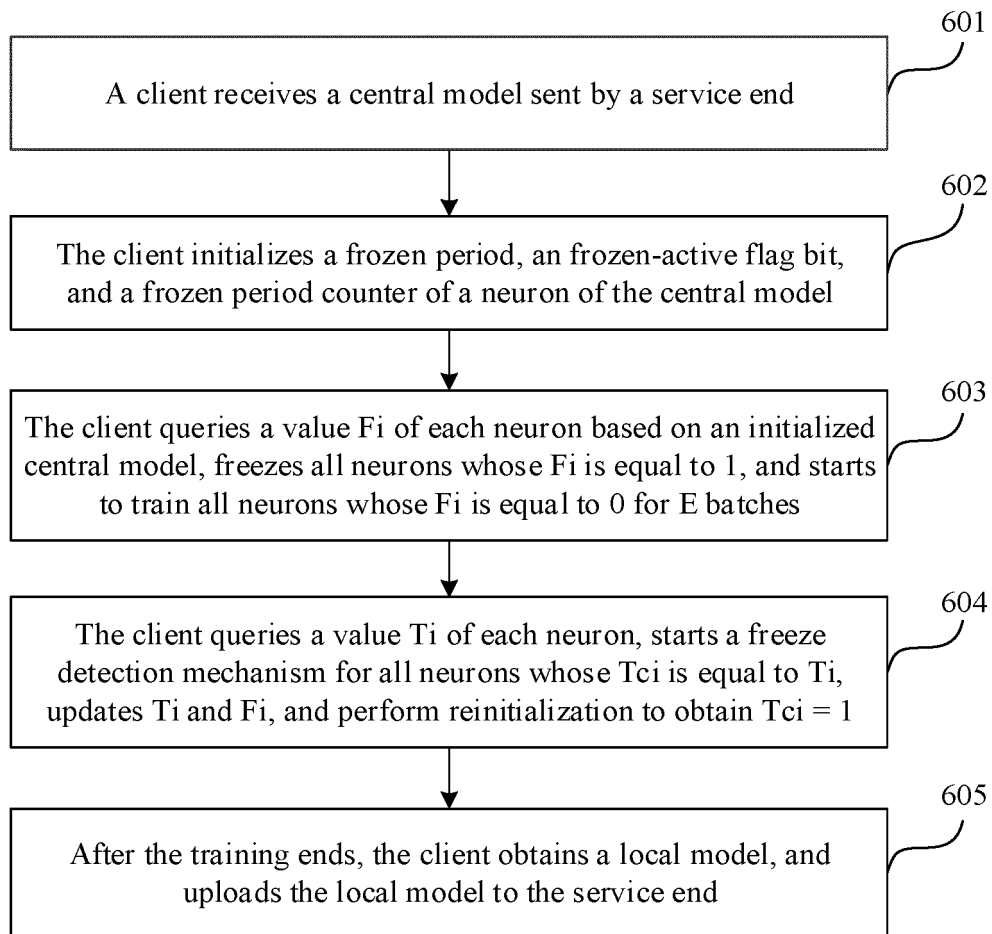 601
A client receives a central model sent by a service end
602
The client initializes a frozen period, an frozen-active flag bit,
and a frozen period counter of a neuron of the central model
603
The client queries a value Fi of each neuron based on an initialized
central model, freezes all neurons whose Fi is equal to 1, and starts
to train all neurons whose Fi is equal to 0 for E batches
604
The client queries a value Ti of each neuron, starts a freeze
detection mechanism for all neurons whose Tci is equal to Ti,
updates Ti and Fi, and perform reinitialization to obtain Tci = 1
605
After the training ends, the client obtains a local model, and
uploads the local model to the service end